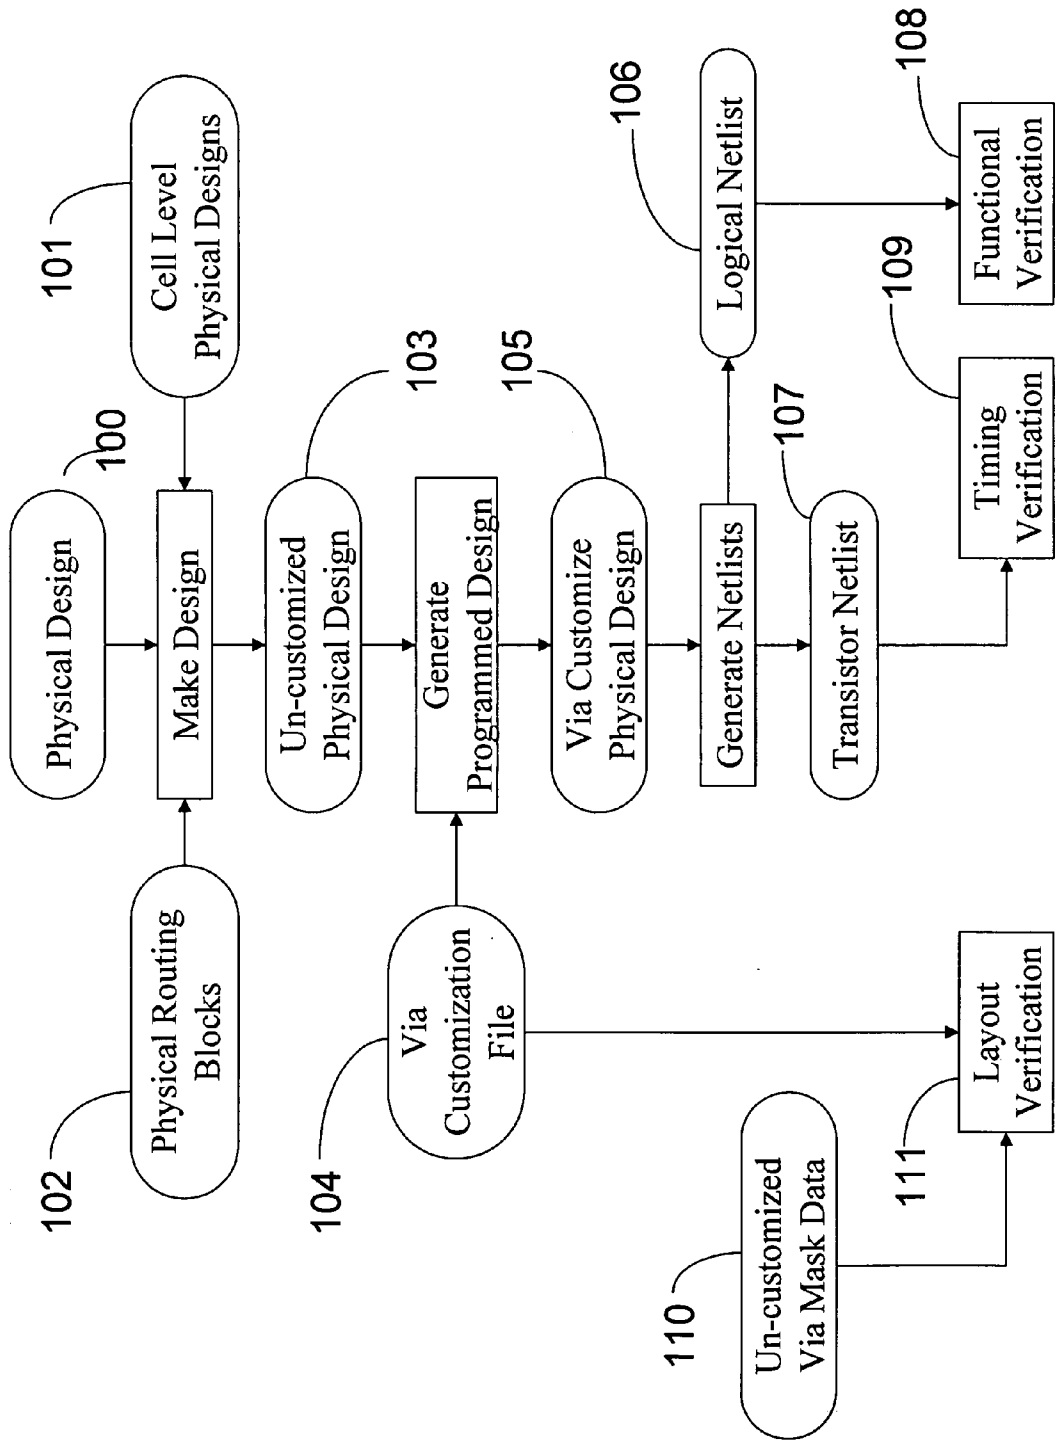 100
Physical Design
101
Cell Level
Physical Designs
102
Physical Routing
Blocks
Make Design
103
Un-customized
Physical Design
104
Via
Customization
File
Generate
Programmed Design
105
Via Customize
Physical Design
Generate Netlists
106
Logical Netlist
107
Transistor Netlist
108
Functional
Verification
109
Timing
Verification
110
Un-customized
Via Mask Data
111
Layout
Verification